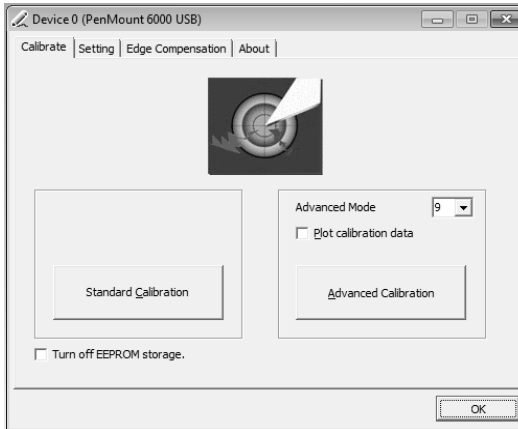 Device 0 (PenMount 6000 USB)
Calibrate Setting Edge Compensation About
Advanced Mode 9
Plot calibration data
Standard Calibration
Advanced Calibration
Turn off EEPROM storage.
OK